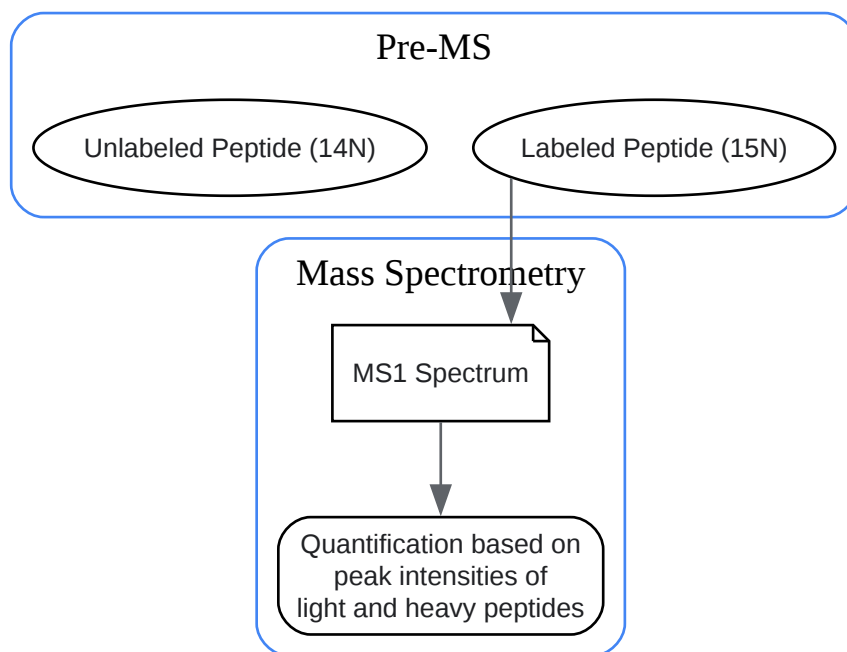 Pre-MS
Unlabeled Peptide (14N)
Labeled Peptide (15N)
Mass Spectrometry
MS1 Spectrum
Quantification based on
peak intensities of
light and heavy peptides